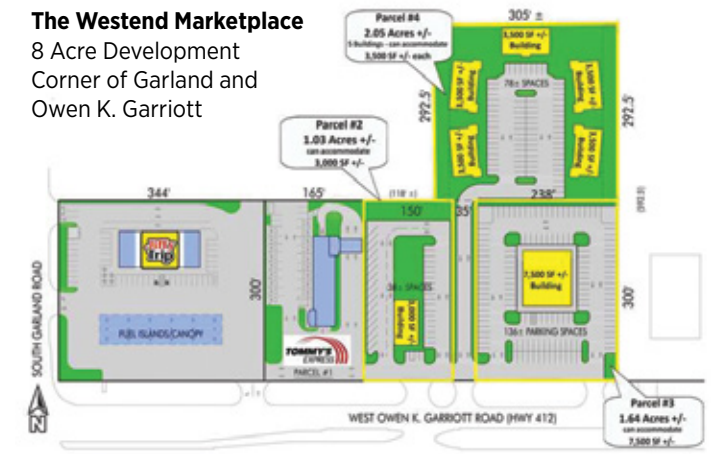 The Westend Marketplace
8 Acre Development
Corner of Garland and
Owen K. Garriott
Parcel #4
2.05 Acres +/-
5 Buildings - can accommodate
3,500 SF +/- each
305' ±
3,500 SF +/-
Building
3,500 SF +/-
Building
3,500 SF +/-
Building
78± SPACES
292.5'
292.5'
3,500 SF +/-
Building
3,500 SF +/-
Building
Parcel #2
1.03 Acres +/-
can accommodate
3,000 SF +/-
344'
165'
(118' ±)
150'
35'
238'
(592.5)
SOUTH GARLAND ROAD
Trip
FUEL ISLANDS/CANOPY
300'
TOMMY'S
EXPRESS
PARCEL #1
38± SPACES
3,000 SF +/-
Building
7,500 SF +/-
Building
136± PARKING SPACES
300'
N
WEST OWEN K. GARRIOTT ROAD (HWY 412)
Parcel #3
1.64 Acres +/-
can accommodate
7,500 SF +/-